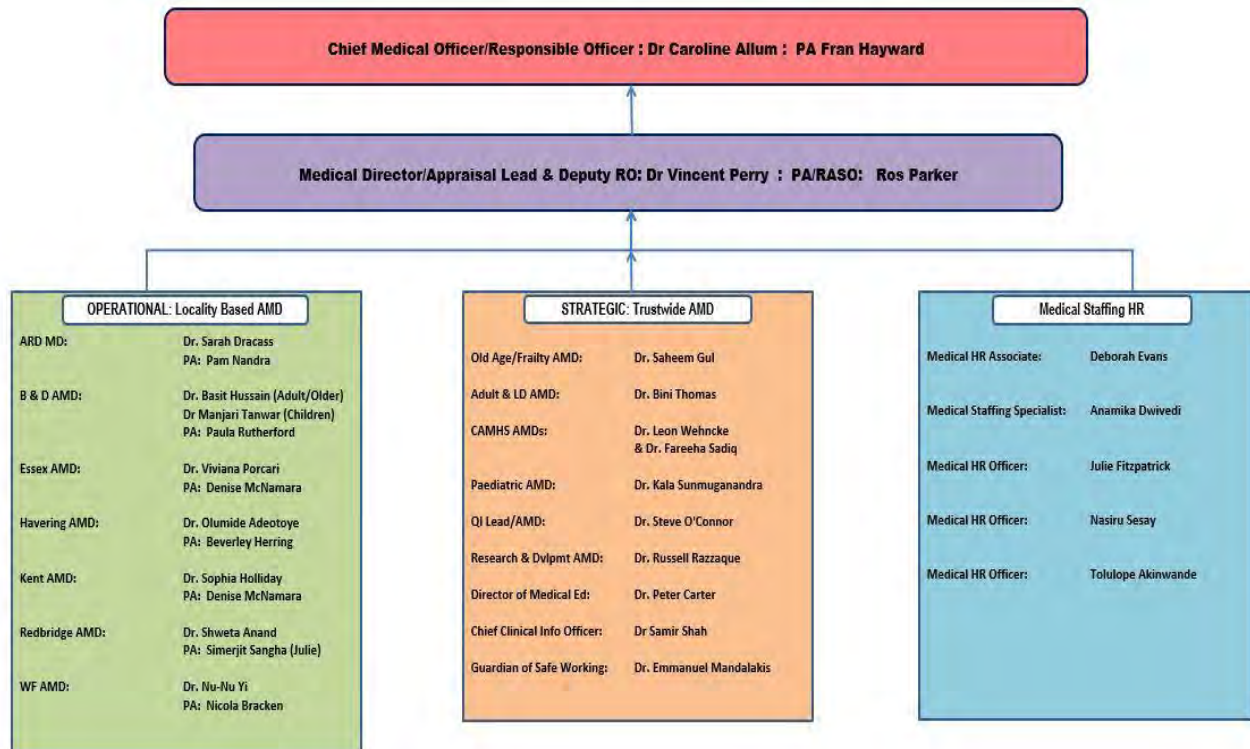 Chief Medical Officer/Responsible Officer : Dr Caroline Allum : PA Fran Hayward
Medical Director/Appraisal Lead & Deputy RO: Dr Vincent Perry : PA/RASO: Ros Parker
OPERATIONAL: Locality Based AMD
ARD MD: Dr. Sarah Dracass
PA: Pam Nandra
B & D AMD: Dr. Basit Hussain (Adult/Older)
Dr Manjari Tanwar (Children)
PA: Paula Rutherford
Essex AMD: Dr. Viviana Porcari
PA: Denise McNamara
Havering AMD: Dr. Olumide Adeotoye
PA: Beverley Herring
Kent AMD: Dr. Sophia Holliday
PA: Denise McNamara
Redbridge AMD: Dr. Shweta Anand
PA: Simerjit Sangha (Julie)
WF AMD: Dr. Nu-Nu Yi
PA: Nicola Bracken
STRATEGIC: Trustwide AMD
Old Age/Frailty AMD: Dr. Saheem Gul
Adult & LD AMD: Dr. Bini Thomas
CAMHS AMDs: Dr. Leon Wehncke
& Dr. Fareeha Sadiq
Paediatric AMD: Dr. Kala Sunmuganandra
QI Lead/AMD: Dr. Steve O'Connor
Research & Dvlpmt AMD: Dr. Russell Razzaque
Director of Medical Ed: Dr. Peter Carter
Chief Clinical Info Officer: Dr Samir Shah
Guardian of Safe Working: Dr. Emmanuel Mandalakis
Medical Staffing HR
Medical HR Associate: Deborah Evans
Medical Staffing Specialist: Anamika Dwivedi
Medical HR Officer: Julie Fitzpatrick
Medical HR Officer: Nasiru Sesay
Medical HR Officer: Tolulope Akinwande